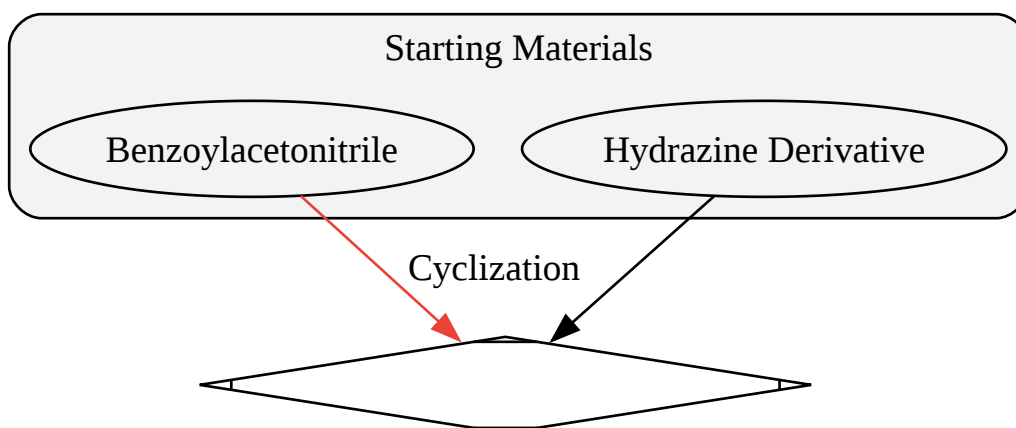 Starting Materials
Benzoylacetonitrile
Hydrazine Derivative
Cyclization